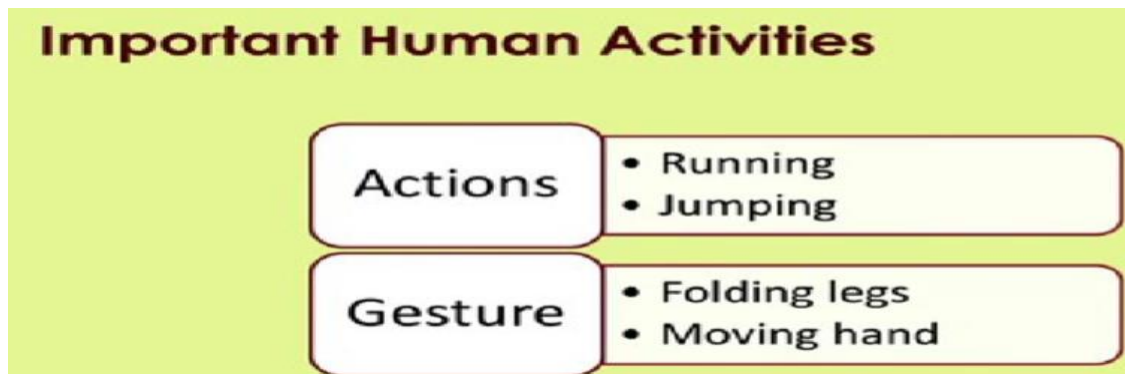 Important Human Activities
Actions
• Running
• Jumping
Gesture
• Folding legs
• Moving hand